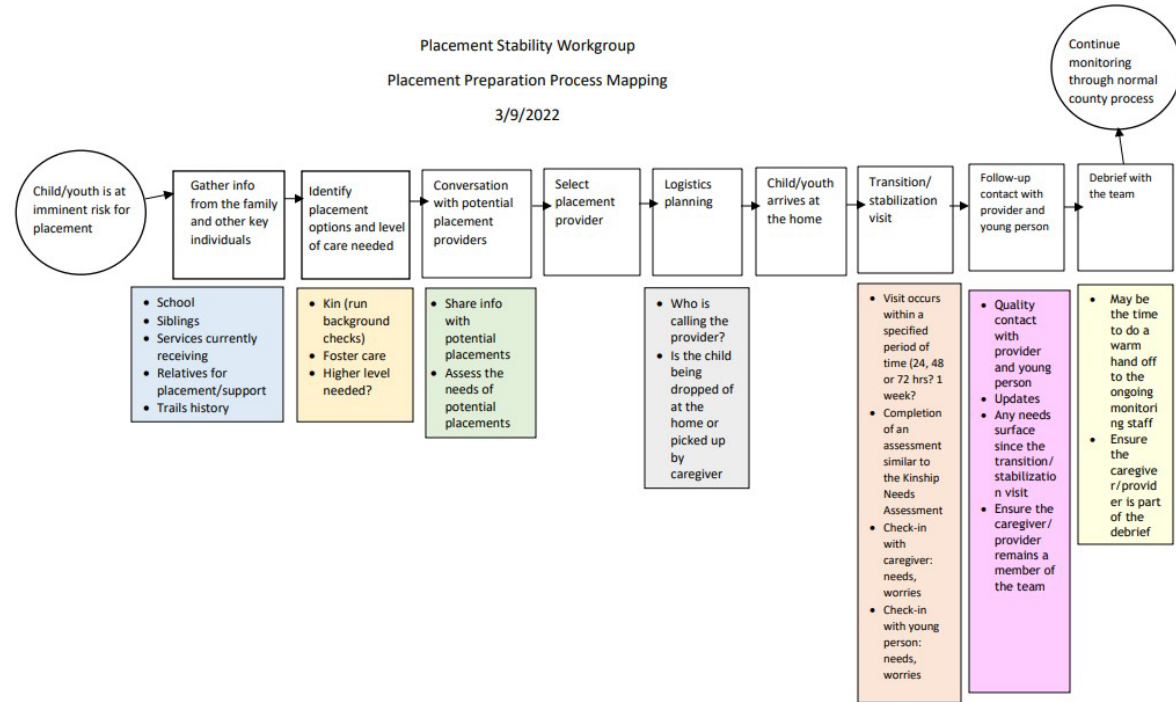 Placement Stability Workgroup
Placement Preparation Process Mapping
3/9/2022
Continue
monitoring
through normal
county process
Child/youth is at
imminent risk for
placement
Gather info
from the family
and other key
individuals
Identify
placement
options and level
of care needed
Conversation
with potential
placement
providers
Select
placement
provider
Logistics
planning
Child/youth
arrives at the
home
Transition/
stabilization
visit
Follow-up
contact with
provider and
young person
Debrief with
the team
• School
• Siblings
• Services currently
receiving
• Relatives for
placement/support
• Trails history
• Kin (run
background
checks)
• Foster care
• Higher level
needed?
• Share info
with
potential
placements
• Assess the
needs of
potential
placements
• Who is
calling the
provider?
• Is the child
being
dropped of
at the
home or
picked up
by
caregiver
• Visit occurs
within a
specified
period of
time (24, 48
or 72 hrs? 1
week?
• Completion
of an
assessment
similar to
the Kinship
Needs
Assessment
• Check-in
with
caregiver:
needs,
worries
• Check-in
with young
person:
needs,
worries
• Quality
contact
with
provider
and young
person
• Updates
• Any needs
surface
since the
transition/
stabilizatio
n visit
• Ensure the
caregiver/
provider
remains a
member of
the team
• May be
the time
to do a
warm
hand off
to the
ongoing
monitori
ng staff
• Ensure
the
caregive
r/provid
er is part
of the
debrief